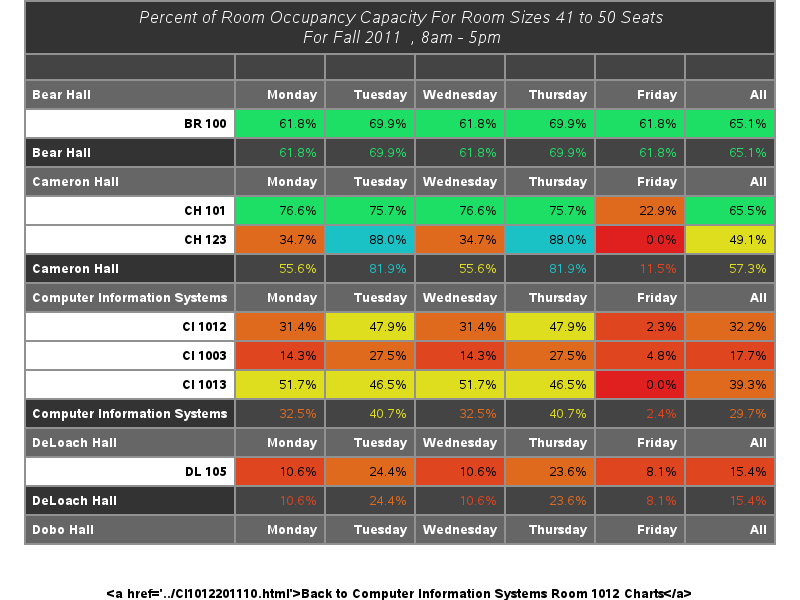 Percent of Room Occupancy Capacity For Room Sizes 41 to 50 Seats
For Fall 2011 , 8am - 5pm
Bear Hall Monday Tuesday Wednesday Thursday Friday All
BR 100 61.8% 69.9% 61.8% 69.9% 61.8% 65.1%
Bear Hall 61.8% 69.9% 61.8% 69.9% 61.8% 65.1%
Cameron Hall Monday Tuesday Wednesday Thursday Friday All
CH 101 76.6% 75.7% 76.6% 75.7% 22.9% 65.5%
CH 123 34.7% 88.0% 34.7% 88.0% 0.0% 49.1%
Cameron Hall 55.6% 81.9% 55.6% 81.9% 11.5% 57.3%
Computer Information Systems Monday Tuesday Wednesday Thursday Friday All
CI 1012 31.4% 47.9% 31.4% 47.9% 2.3% 32.2%
CI 1003 14.3% 27.5% 14.3% 27.5% 4.8% 17.7%
CI 1013 51.7% 46.5% 51.7% 46.5% 0.0% 39.3%
Computer Information Systems 32.5% 40.7% 32.5% 40.7% 2.4% 29.7%
DeLoach Hall Monday Tuesday Wednesday Thursday Friday All
DL 105 10.6% 24.4% 10.6% 23.6% 8.1% 15.4%
DeLoach Hall 10.6% 24.4% 10.6% 23.6% 8.1% 15.4%
Dobo Hall Monday Tuesday Wednesday Thursday Friday All
&lt;a href='../CI1012201110.html'&gt;Back to Computer Information Systems Room 1012 Charts&lt;/a&gt;